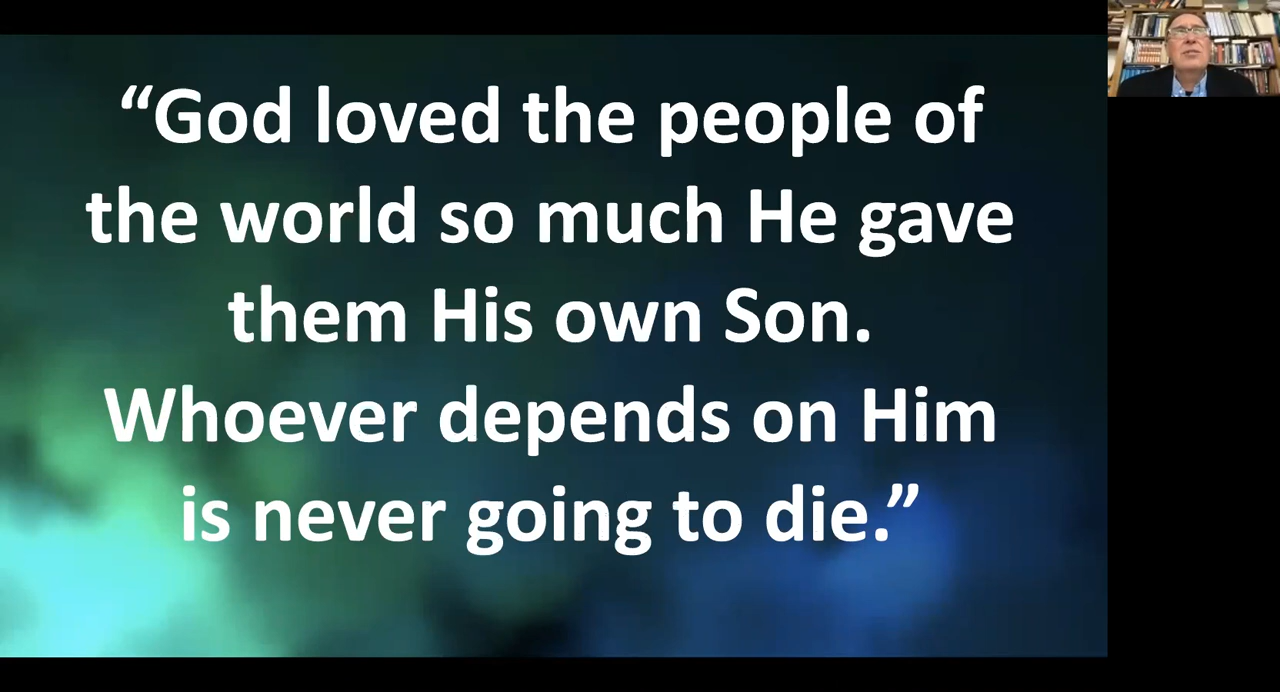 “God loved the people of
the world so much He gave
them His own Son.
Whoever depends on Him
is never going to die.”